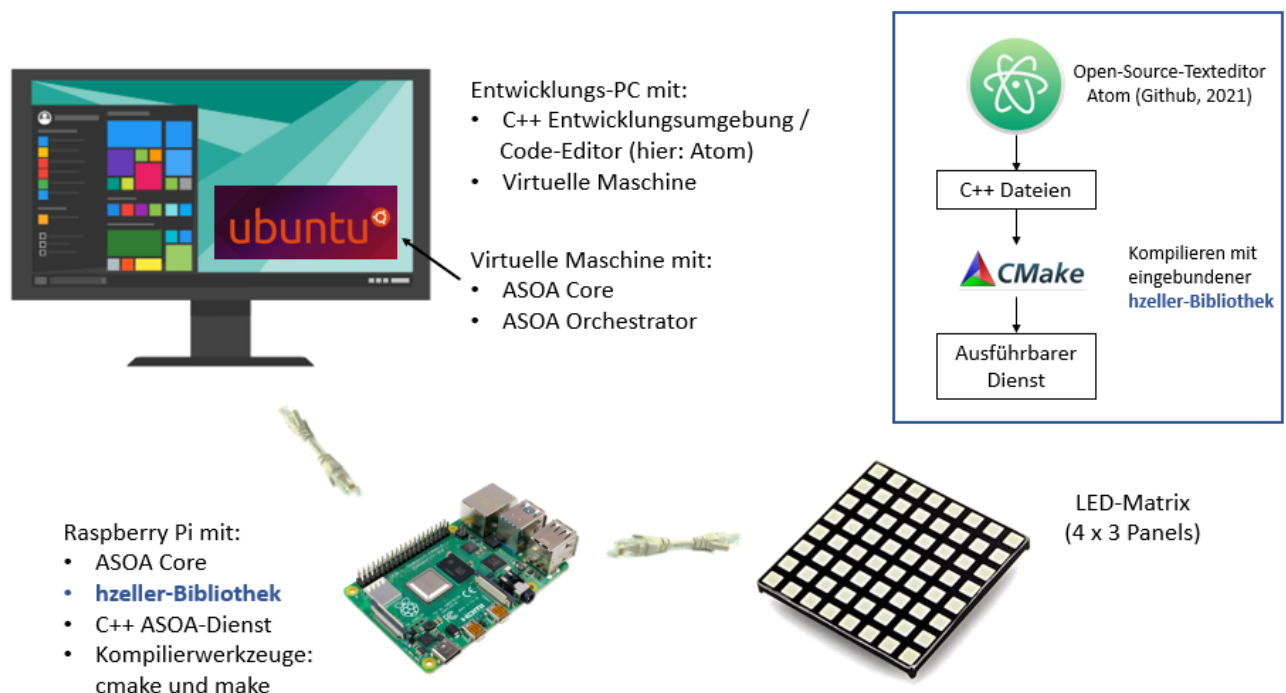 Entwicklungs-PC mit:
• C++ Entwicklungsumgebung /
Code-Editor (hier: Atom)
• Virtuelle Maschine
ubuntu
Virtuelle Maschine mit:
• ASOA Core
• ASOA Orchestrator
Open-Source-Texteditor
Atom (Github, 2021)
C++ Dateien
CMake
Kompilieren mit
eingebundener
hzeller-Bibliothek
Ausführbarer
Dienst
Raspberry Pi mit:
• ASOA Core
• hzeller-Bibliothek
• C++ ASOA-Dienst
• Kompilierwerkzeuge:
cmake und make
HDMI
LED-Matrix
(4 x 3 Panels)